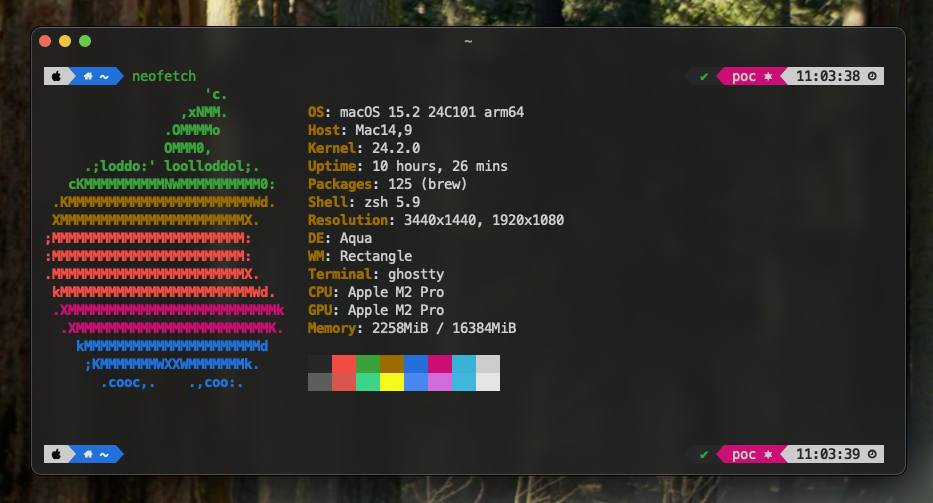 ~
~ neofetch ✔ poc ⎈ 11:03:38
'c.
,xNMM.
.OMMMMo OS: macOS 15.2 24C101 arm64
OMMM0, Host: Mac14,9
.;loddo:' loolloddol;. Kernel: 24.2.0
cKMMMMMMMMMMNWMMMMMMMMMM0: Uptime: 10 hours, 26 mins
.KMMMMMMMMMMMMMMMMMMMMMMMWd. Packages: 125 (brew)
XMMMMMMMMMMMMMMMMMMMMMMMX. Shell: zsh 5.9
;MMMMMMMMMMMMMMMMMMMMMMMM: Resolution: 3440x1440, 1920x1080
:MMMMMMMMMMMMMMMMMMMMMMMM: DE: Aqua
.MMMMMMMMMMMMMMMMMMMMMMMMX. WM: Rectangle
kMMMMMMMMMMMMMMMMMMMMMMMMWd. Terminal: ghostty
.XMMMMMMMMMMMMMMMMMMMMMMMMMMk CPU: Apple M2 Pro
.XMMMMMMMMMMMMMMMMMMMMMMMMK. GPU: Apple M2 Pro
kMMMMMMMMMMMMMMMMMMMMMMd Memory: 2258MiB / 16384MiB
;KMMMMMMMWXXWMMMMMMMk.
.cooc,. .,coo:.
~ ✔ poc ⎈ 11:03:39